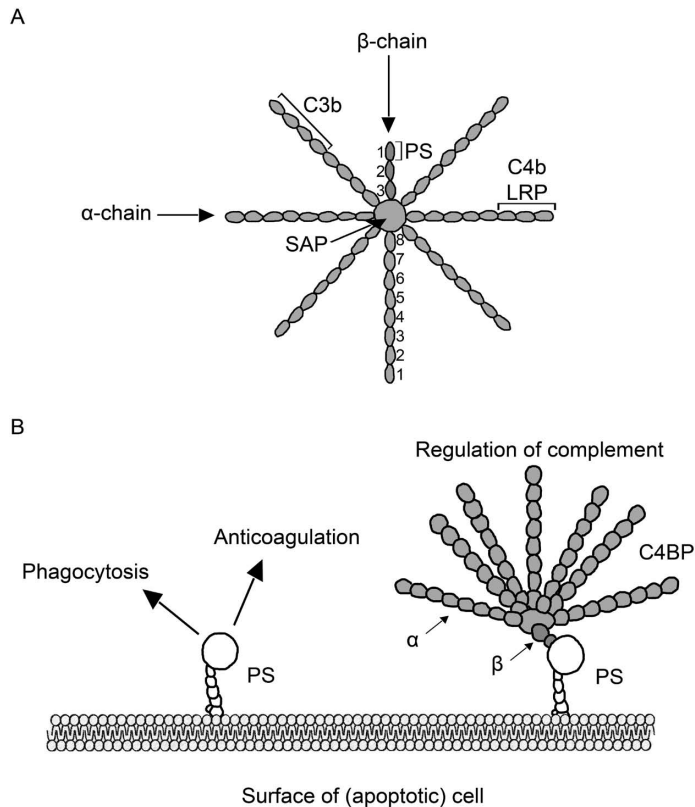 A
β-chain
C3b
1
PS
2
3
C4b
LRP
α-chain
SAP
8
7
6
5
4
3
2
1
B
Regulation of complement
Anticoagulation
Phagocytosis
C4BP
α
β
PS
PS
Surface of (apoptotic) cell